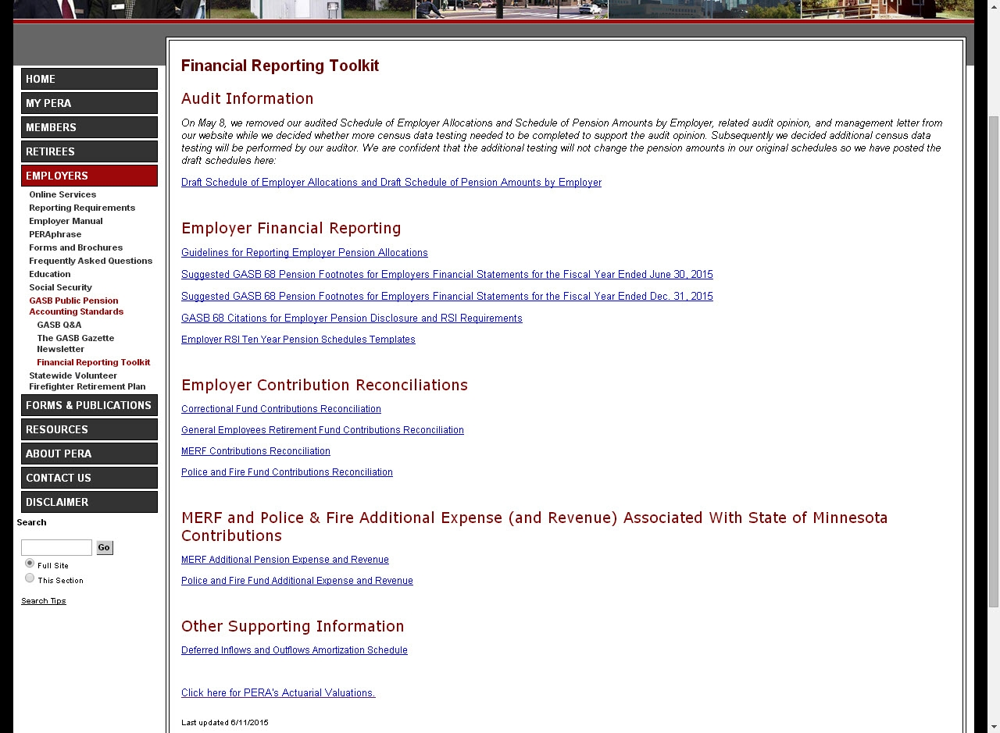 HOME
MY PERA
MEMBERS
RETIREES
EMPLOYERS
Online Services
Reporting Requirements
Employer Manual
PERAphrase
Forms and Brochures
Frequently Asked Questions
Education
Social Security
GASB Public Pension
Accounting Standards
GASB Q&A
The GASB Gazette
Newsletter
Financial Reporting Toolkit
Statewide Volunteer
Firefighter Retirement Plan
FORMS & PUBLICATIONS
RESOURCES
ABOUT PERA
CONTACT US
DISCLAIMER
Search
Go
Full Site
This Section
Search Tips
Financial Reporting Toolkit
Audit Information
On May 8, we removed our audited Schedule of Employer Allocations and Schedule of Pension Amounts by Employer, related audit opinion, and management letter from
our website while we decided whether more census data testing needed to be completed to support the audit opinion. Subsequently we decided additional census data
testing will be performed by our auditor. We are confident that the additional testing will not change the pension amounts in our original schedules so we have posted the
draft schedules here:
Draft Schedule of Employer Allocations and Draft Schedule of Pension Amounts by Employer
Employer Financial Reporting
Guidelines for Reporting Employer Pension Allocations
Suggested GASB 68 Pension Footnotes for Employers Financial Statements for the Fiscal Year Ended June 30, 2015
Suggested GASB 68 Pension Footnotes for Employers Financial Statements for the Fiscal Year Ended Dec. 31, 2015
GASB 68 Citations for Employer Pension Disclosure and RSI Requirements
Employer RSI Ten Year Pension Schedules Templates
Employer Contribution Reconciliations
Correctional Fund Contributions Reconciliation
General Employees Retirement Fund Contributions Reconciliation
MERF Contributions Reconciliation
Police and Fire Fund Contributions Reconciliation
MERF and Police & Fire Additional Expense (and Revenue) Associated With State of Minnesota
Contributions
MERF Additional Pension Expense and Revenue
Police and Fire Fund Additional Expense and Revenue
Other Supporting Information
Deferred Inflows and Outflows Amortization Schedule
Click here for PERA's Actuarial Valuations.
Last updated 6/11/2015